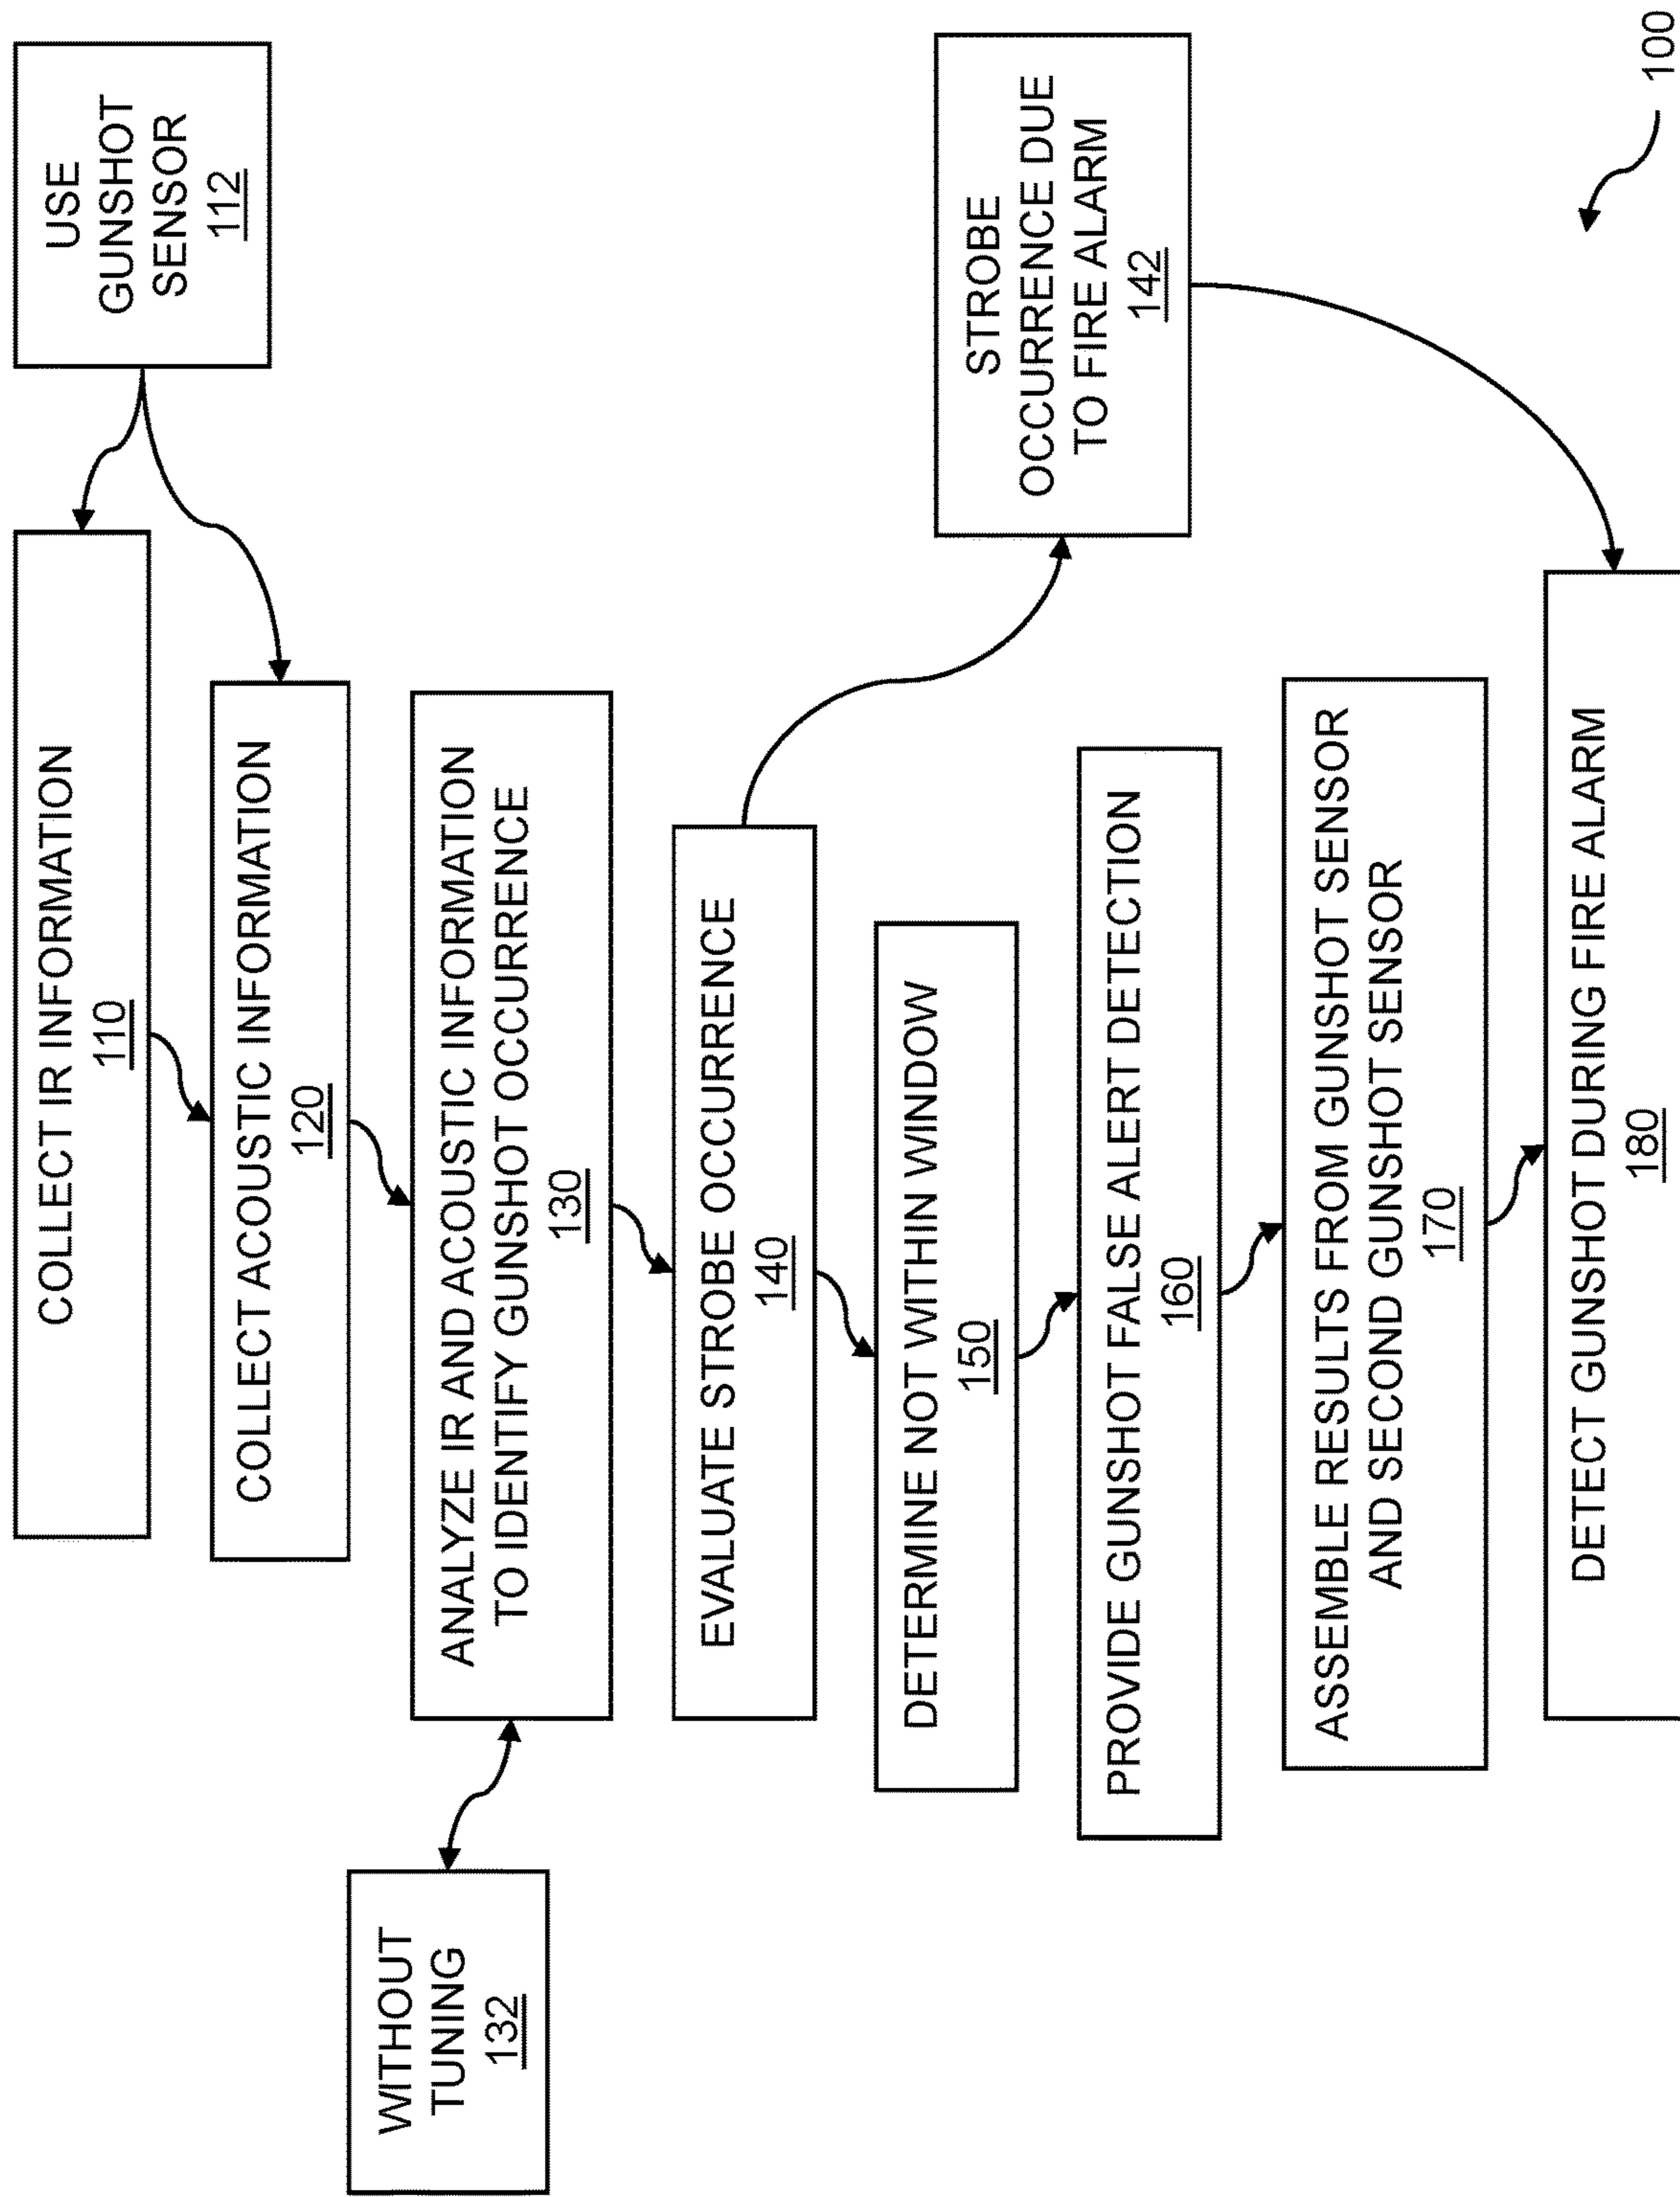 USE
GUNSHOT
SENSOR
112
COLLECT IR INFORMATION
110
COLLECT ACOUSTIC INFORMATION
120
WITHOUT
TUNING
132
ANALYZE IR AND ACOUSTIC INFORMATION
TO IDENTIFY GUNSHOT OCCURRENCE
130
EVALUATE STROBE OCCURRENCE
140
STROBE
OCCURRENCE DUE
TO FIRE ALARM
142
DETERMINE NOT WITHIN WINDOW
150
PROVIDE GUNSHOT FALSE ALERT DETECTION
160
ASSEMBLE RESULTS FROM GUNSHOT SENSOR
AND SECOND GUNSHOT SENSOR
170
DETECT GUNSHOT DURING FIRE ALARM
180
100